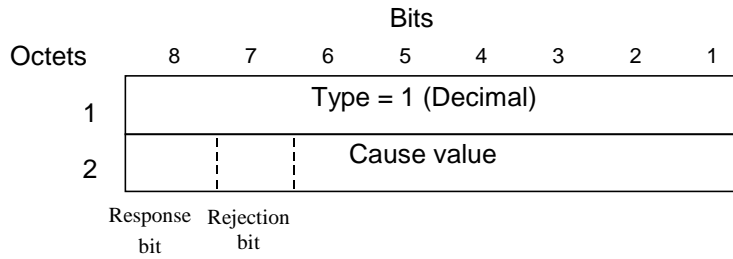 Bits
Octets 8 7 6 5 4 3 2 1
1 Type = 1 (Decimal)
2 Cause value
Response bit
Rejection bit